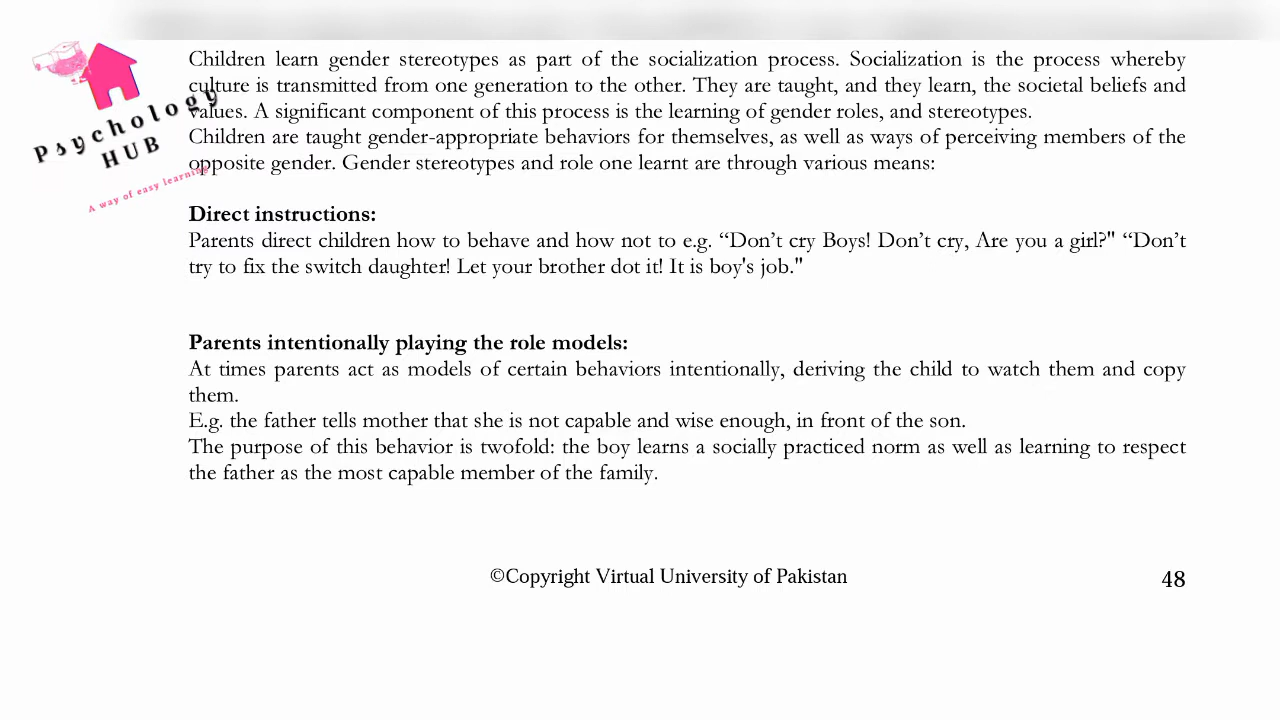 Children learn gender stereotypes as part of the socialization process. Socialization is the process whereby
culture is transmitted from one generation to the other. They are taught, and they learn, the societal beliefs and
values. A significant component of this process is the learning of gender roles, and stereotypes.
Children are taught gender-appropriate behaviors for themselves, as well as ways of perceiving members of the
opposite gender. Gender stereotypes and role one learnt are through various means:
Psychology
HUB
A way of easy learning
Direct instructions:
Parents direct children how to behave and how not to e.g. “Don’t cry Boys! Don’t cry, Are you a girl?" “Don’t
try to fix the switch daughter! Let your brother dot it! It is boy's job."
Parents intentionally playing the role models:
At times parents act as models of certain behaviors intentionally, deriving the child to watch them and copy
them.
E.g. the father tells mother that she is not capable and wise enough, in front of the son.
The purpose of this behavior is twofold: the boy learns a socially practiced norm as well as learning to respect
the father as the most capable member of the family.
©Copyright Virtual University of Pakistan
48